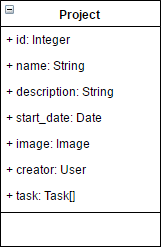 Project
+ id: Integer
+ name: String
+ description: String
+ start_date: Date
+ image: Image
+ creator: User
+ task: Task[]